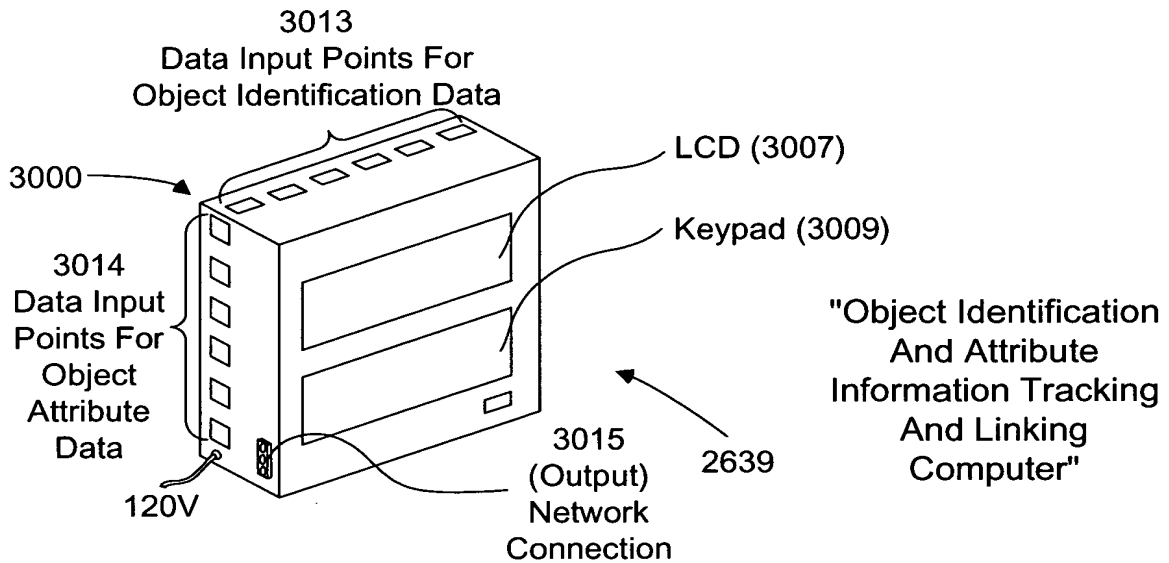 3013
Data Input Points For
Object Identification Data
LCD (3007)
3000
Keypad (3009)
3014
Data Input
Points For
Object
Attribute
Data
"Object Identification
And Attribute
Information Tracking
And Linking
Computer"
3015
(Output)
Network
Connection
2639
120V